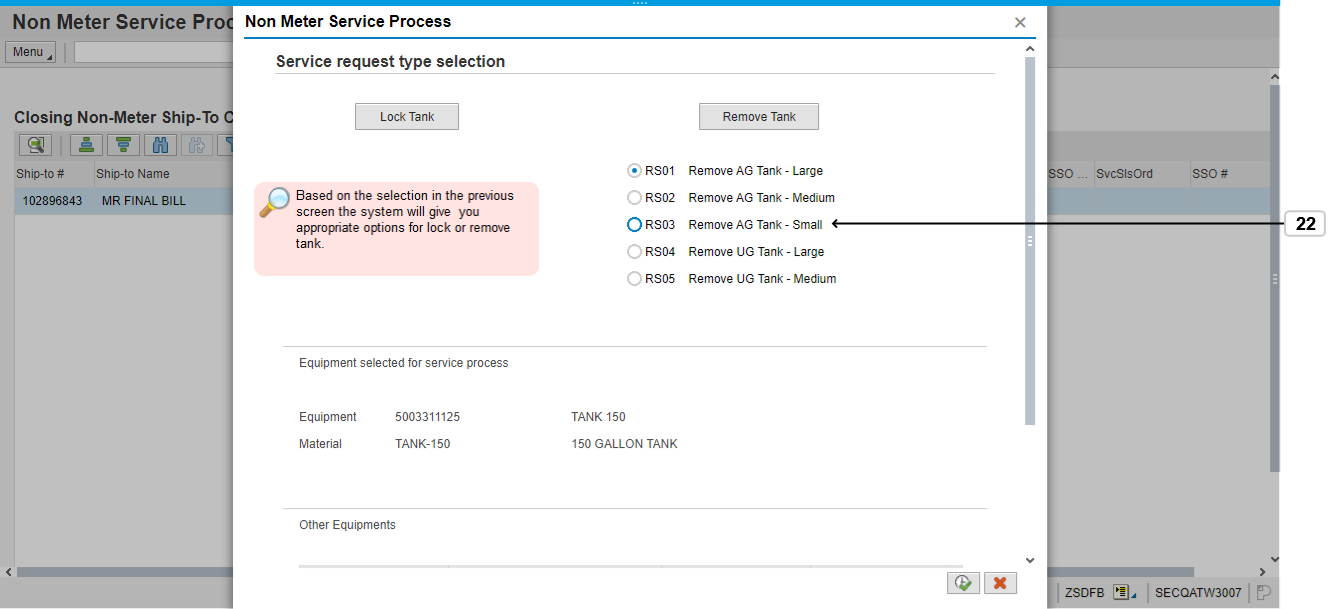 Non Meter Service Proc
Menu
Closing Non-Meter Ship-To C
Ship-to #
Ship-to Name
102896843
MR FINAL BILL
Non Meter Service Process
Service request type selection
Lock Tank
Remove Tank
Based on the selection in the previous
screen the system will give you
appropriate options for lock or remove
tank.
RS01 Remove AG Tank - Large
RS02 Remove AG Tank - Medium
RS03 Remove AG Tank - Small
RS04 Remove UG Tank - Large
RS05 Remove UG Tank - Medium
22
Equipment selected for service process
Equipment 5003311125 TANK 150
Material TANK-150 150 GALLON TANK
Other Equipments
SSO ...
SvcSlsOrd
SSO #
ZSDFB
SECQATW3007